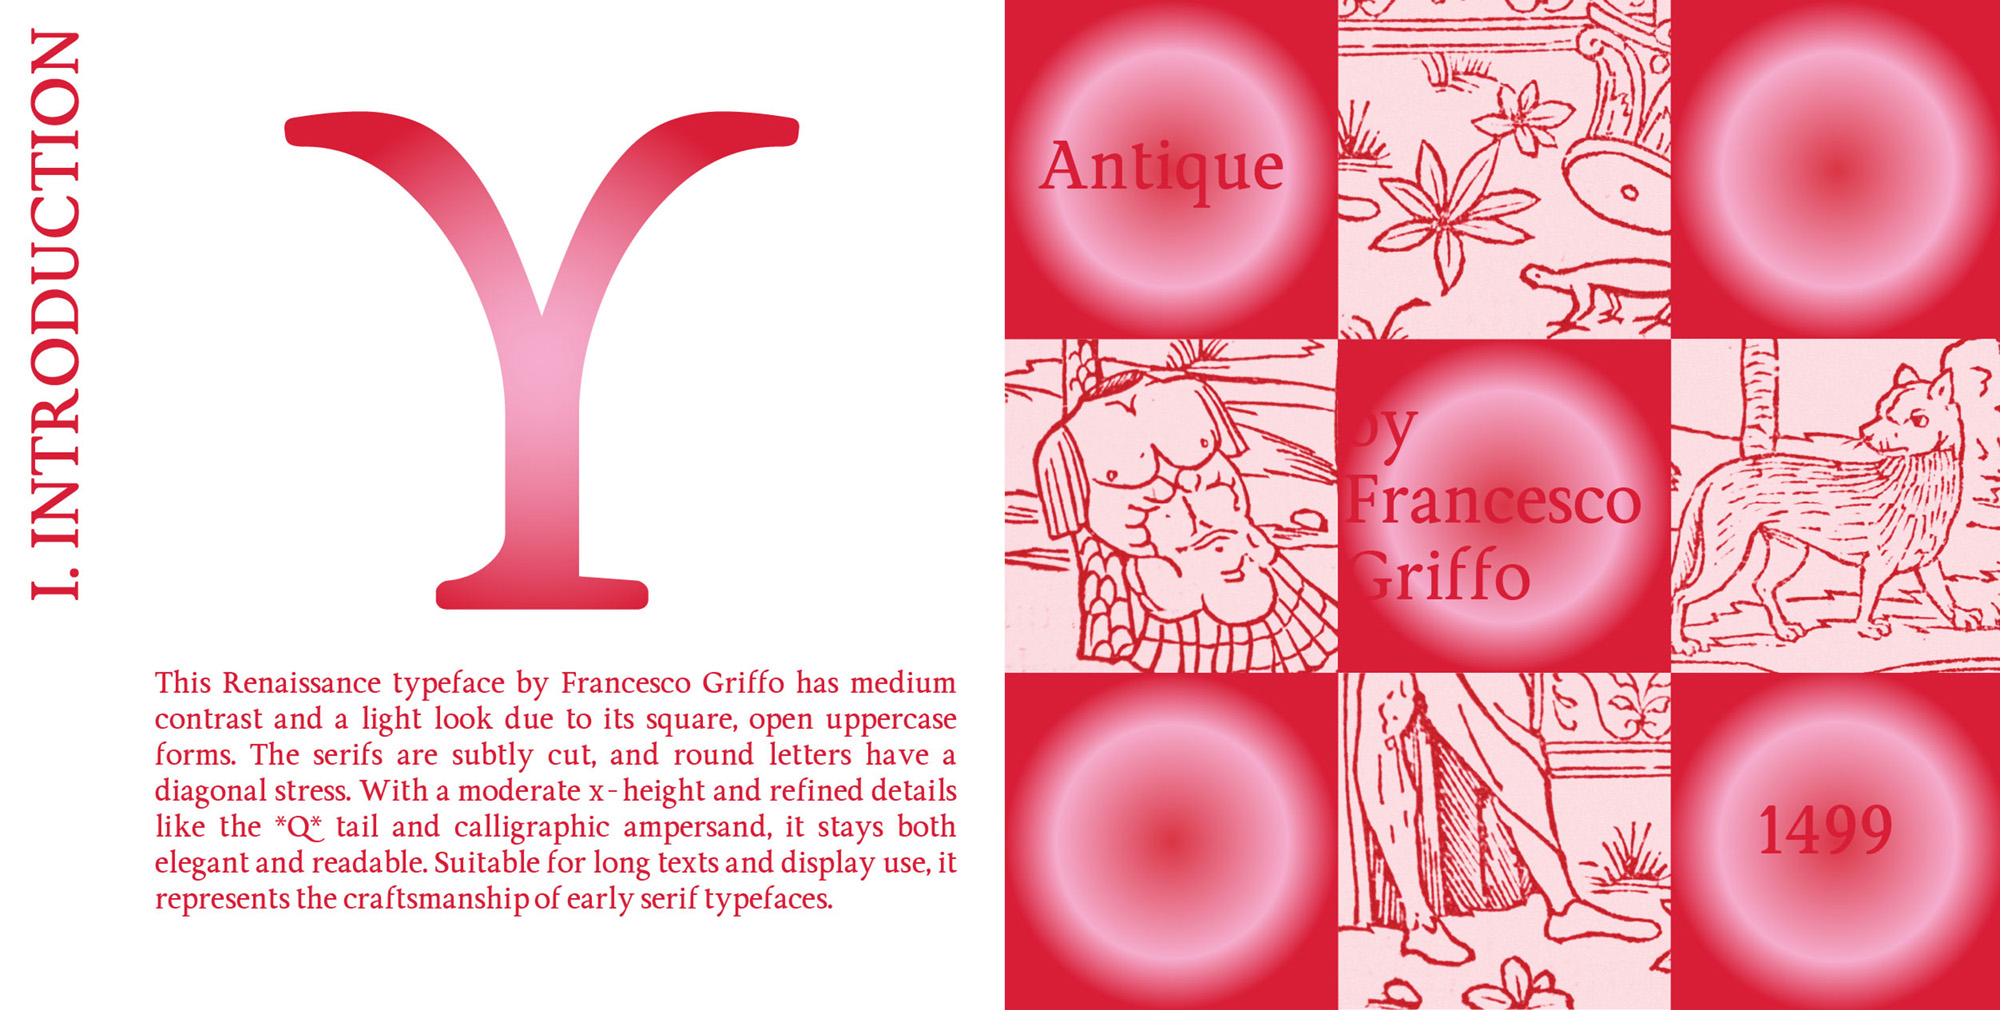 I. INTRODUCTION
Y
This Renaissance typeface by Francesco Griffo has medium
contrast and a light look due to its square, open uppercase
forms. The serifs are subtly cut, and round letters have a
diagonal stress. With a moderate x-height and refined details
like the *Q* tail and calligraphic ampersand, it stays both
elegant and readable. Suitable for long texts and display use, it
represents the craftsmanship of early serif typefaces.
Antique
by
Francesco
Griffo
1499